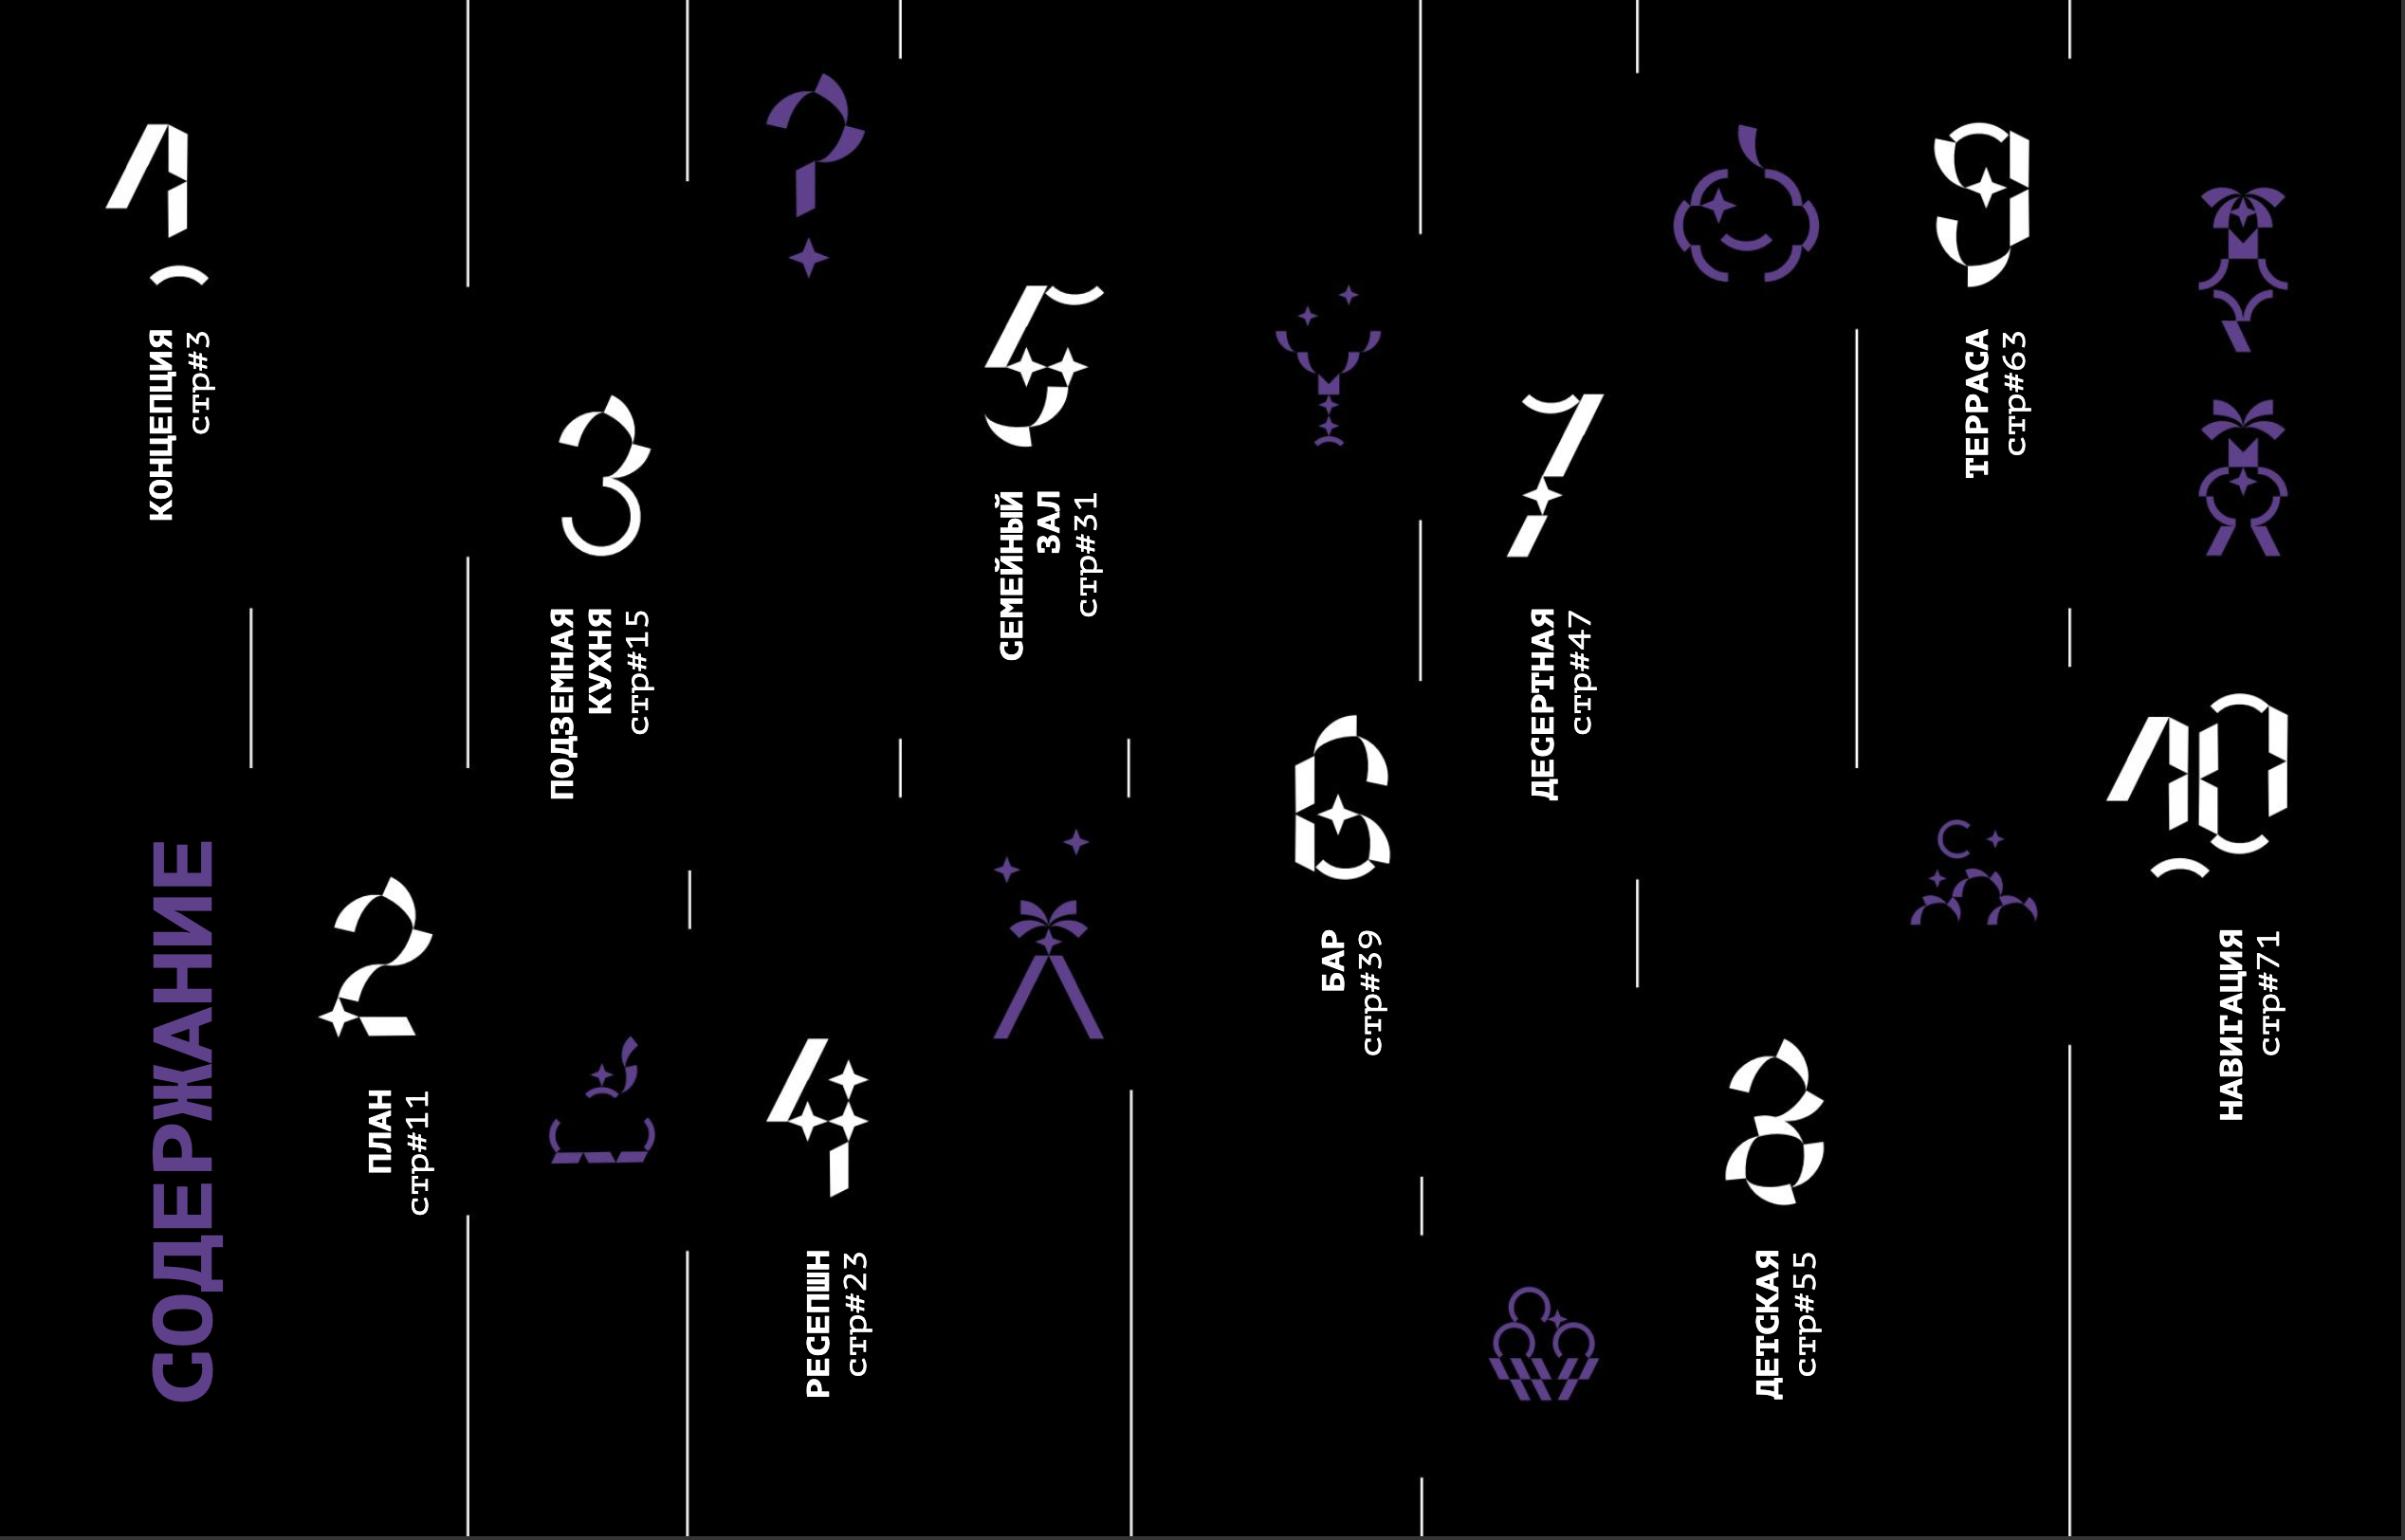 СОДЕРЖАНИЕ
1
КОНЦЕПЦИЯ
стр#3
2
ПЛАН
стр#11
3
ПОДЗЕМНАЯ
КУХНЯ
стр#15
4
РЕСЕПШН
стр#23
5
СЕМЕЙНЫЙ
ЗАЛ
стр#31
6
БАР
стр#39
7
ДЕСЕРТНАЯ
стр#47
8
ДЕТСКАЯ
стр#55
9
ТЕРРАСА
стр#63
10
НАВИГАЦИЯ
стр#71
?